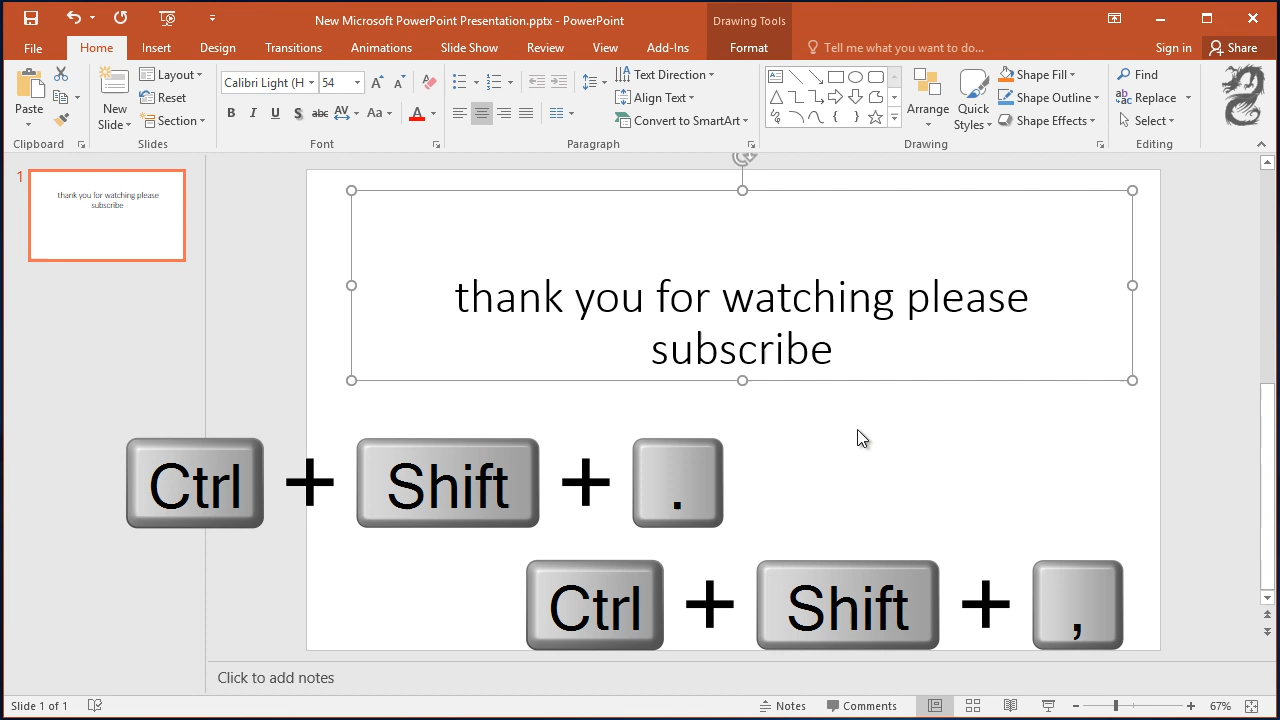 New Microsoft PowerPoint Presentation.pptx - PowerPoint
Drawing Tools
File Home Insert Design Transitions Animations Slide Show Review View Add-Ins Format Tell me what you want to do... Sign in Share
Paste
New Slide
Layout
Reset
Section
Calibri Light (H 54
B I U S abc AV Aa A
Text Direction
Align Text
Convert to SmartArt
Arrange
Quick Styles
Shape Fill
Shape Outline
Shape Effects
Find
Replace
Select
Clipboard Slides Font Paragraph Drawing Editing
1
thank you for watching please
subscribe
thank you for watching please
subscribe
Ctrl + Shift + .
Ctrl + Shift + ,
Click to add notes
Slide 1 of 1 Notes Comments 67%